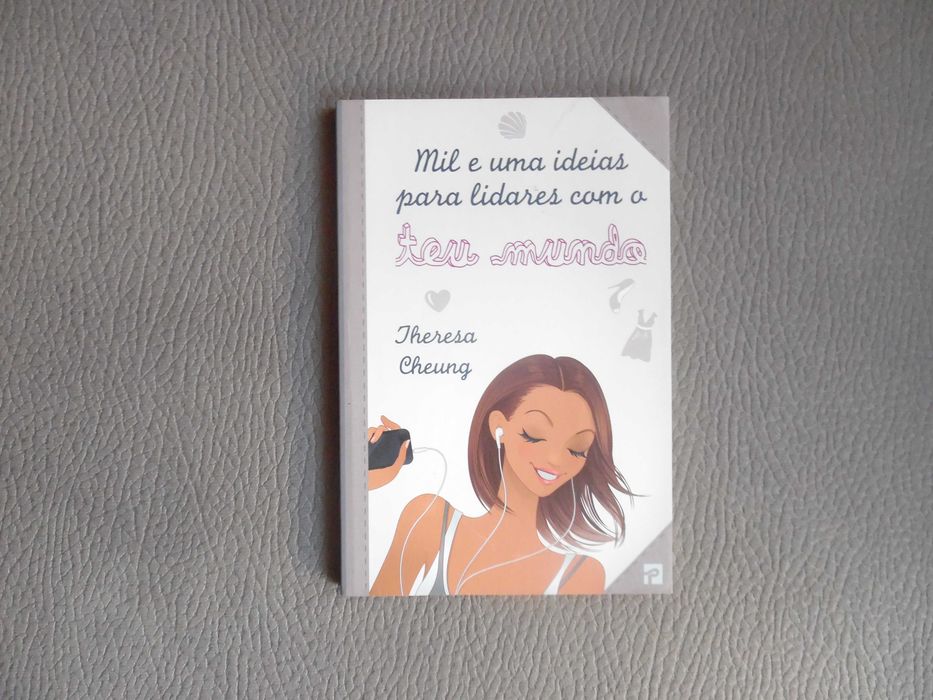 Mil e uma ideias
para lidares com o
teu mundo
Theresa
Cheung
P